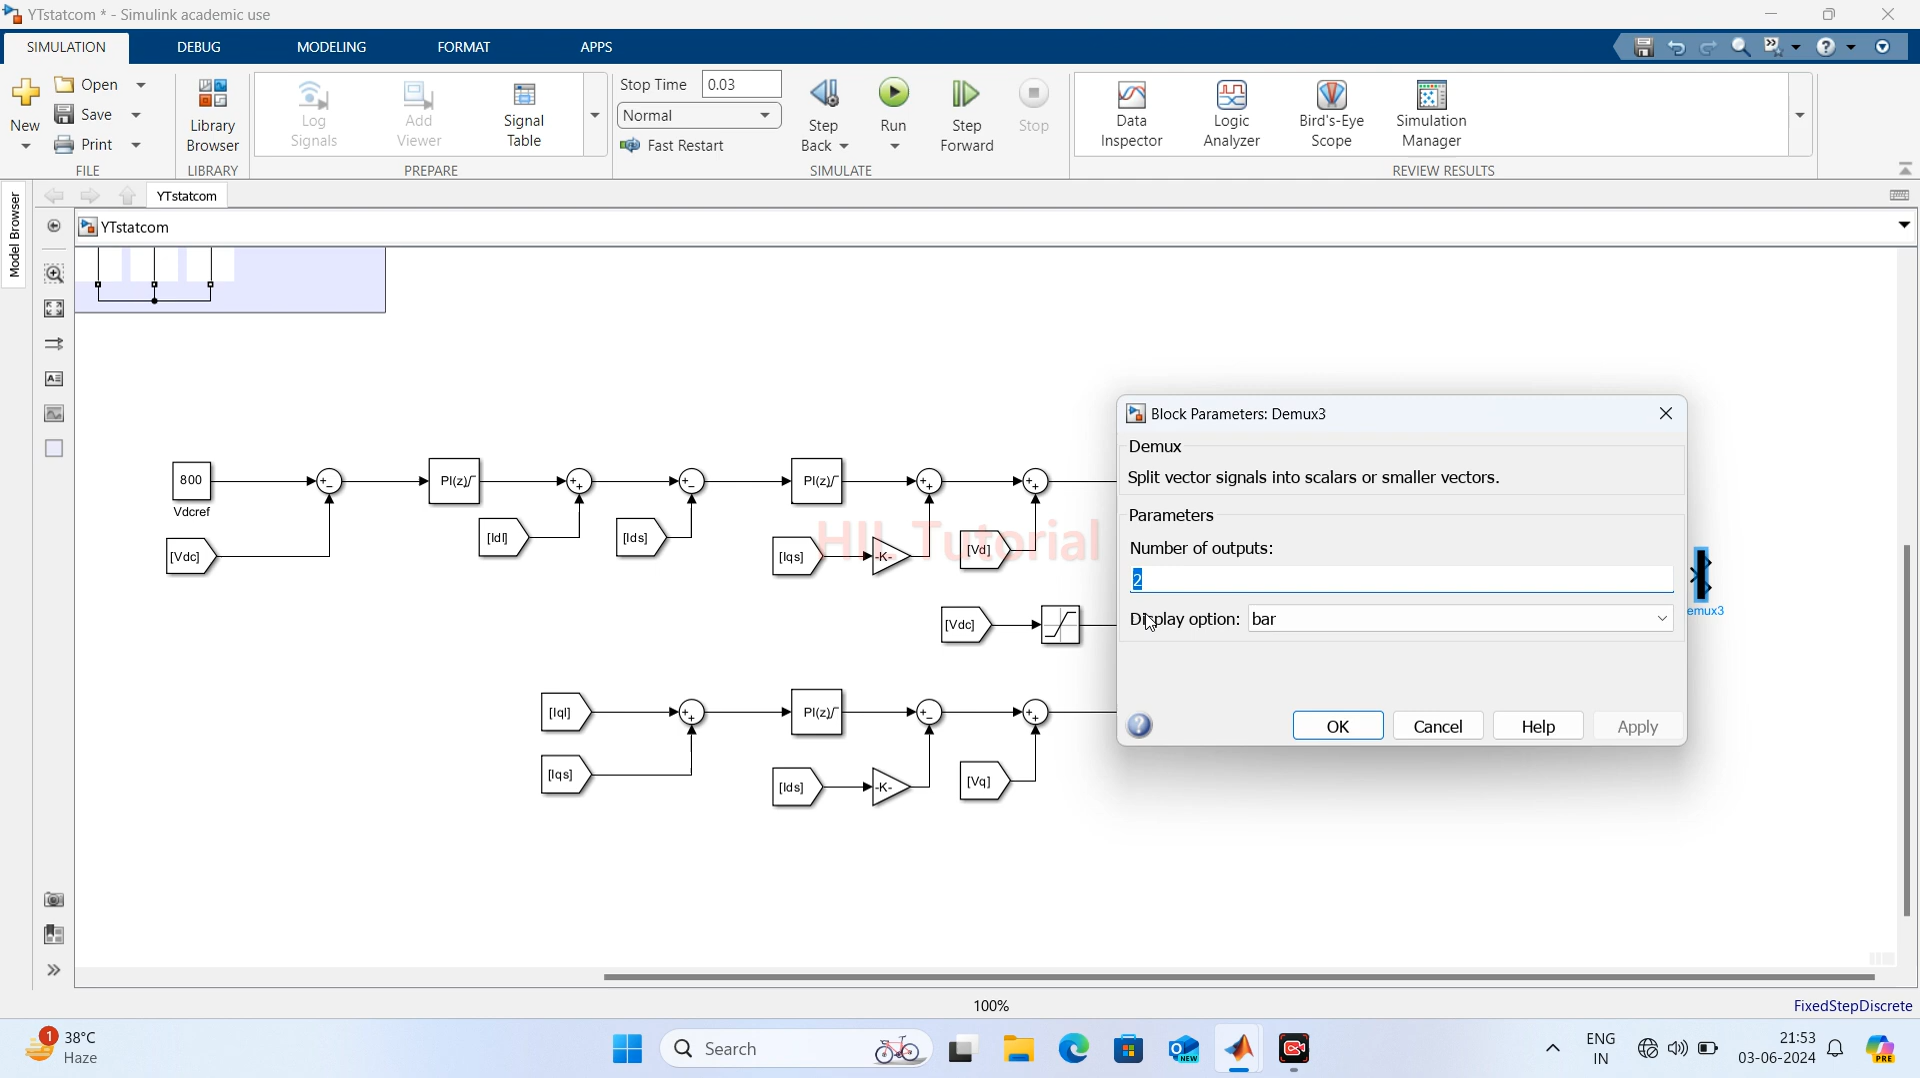 YTstatcom * - Simulink academic use
SIMULATION DEBUG MODELING FORMAT APPS
New
Open
Save
Print
FILE
Library Browser
LIBRARY
Log Signals
Add Viewer
Signal Table
PREPARE
Stop Time 0.03
Normal
Fast Restart
Step Back
Run
Step Forward
Stop
SIMULATE
Data Inspector
Logic Analyzer
Bird's-Eye Scope
Simulation Manager
REVIEW RESULTS
Model Browser
YTstatcom
YTstatcom
800
Vdcref
[Vdc]
PI(z)
[Idl]
[Ids]
PI(z)
[Iqs]
-K-
[Vd]
HIL Tutorial
[Vdc]
[Iql]
[Iqs]
PI(z)
[Ids]
-K-
[Vq]
Block Parameters: Demux3
Demux
Split vector signals into scalars or smaller vectors.
Parameters
Number of outputs:
2
Display option: bar
OK Cancel Help Apply
emux3
100%
FixedStepDiscrete
1
38°C
Haze
Search
NEW
ENG
IN
21:53
03-06-2024
PRE